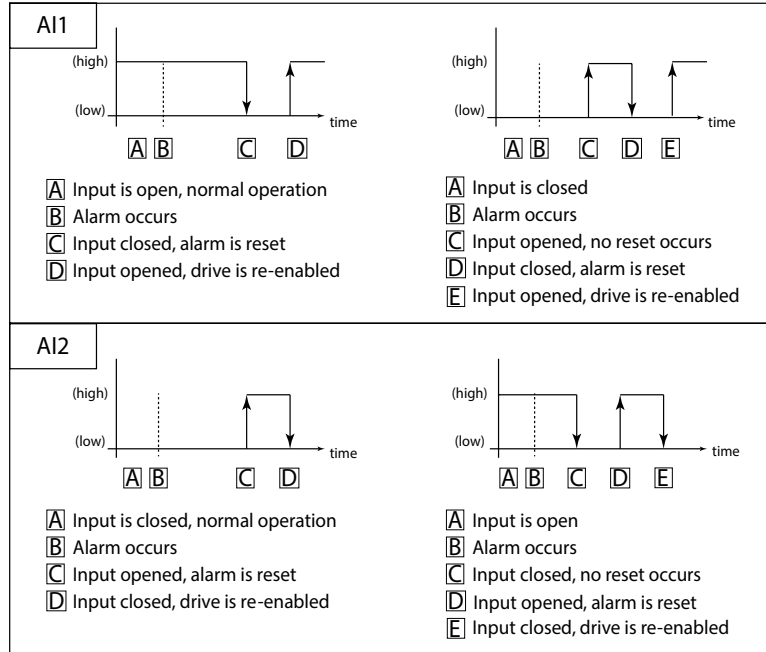 AI1
(high)
(low)
time
A B C D
A Input is open, normal operation
B Alarm occurs
C Input closed, alarm is reset
D Input opened, drive is re-enabled
(high)
(low)
time
A B C D E
A Input is closed
B Alarm occurs
C Input opened, no reset occurs
D Input closed, alarm is reset
E Input opened, drive is re-enabled
AI2
(high)
(low)
time
A B C D
A Input is closed, normal operation
B Alarm occurs
C Input opened, alarm is reset
D Input closed, drive is re-enabled
(high)
(low)
time
A B C D E
A Input is open
B Alarm occurs
C Input closed, no reset occurs
D Input opened, alarm is reset
E Input closed, drive is re-enabled